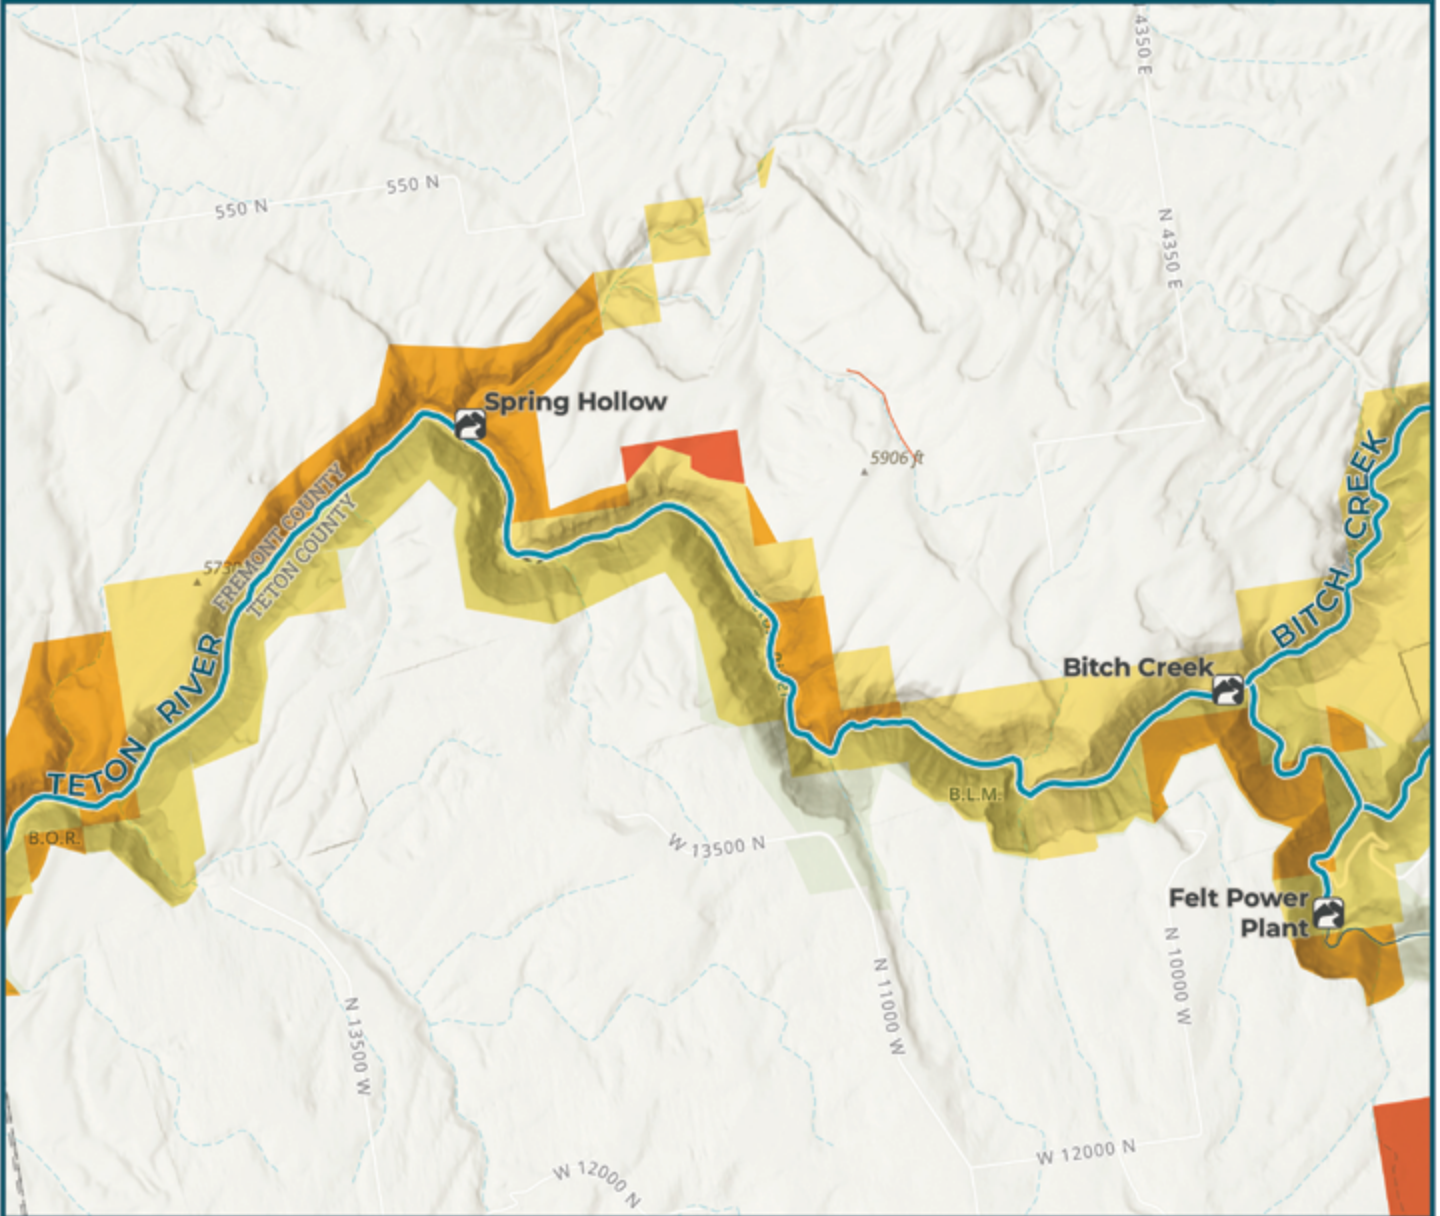 4350 E
550 N
550 N
N 4350 E
Spring Hollow
5906 ft
BITCH CREEK
FREMONT COUNTY
TETON COUNTY
Bitch Creek
TETON RIVER
B.L.M.
B.O.R.
W 13500 N
Felt Power
Plant
N 13500 W
N 11000 W
N 10000 W
W 12000 N
W 12000 N